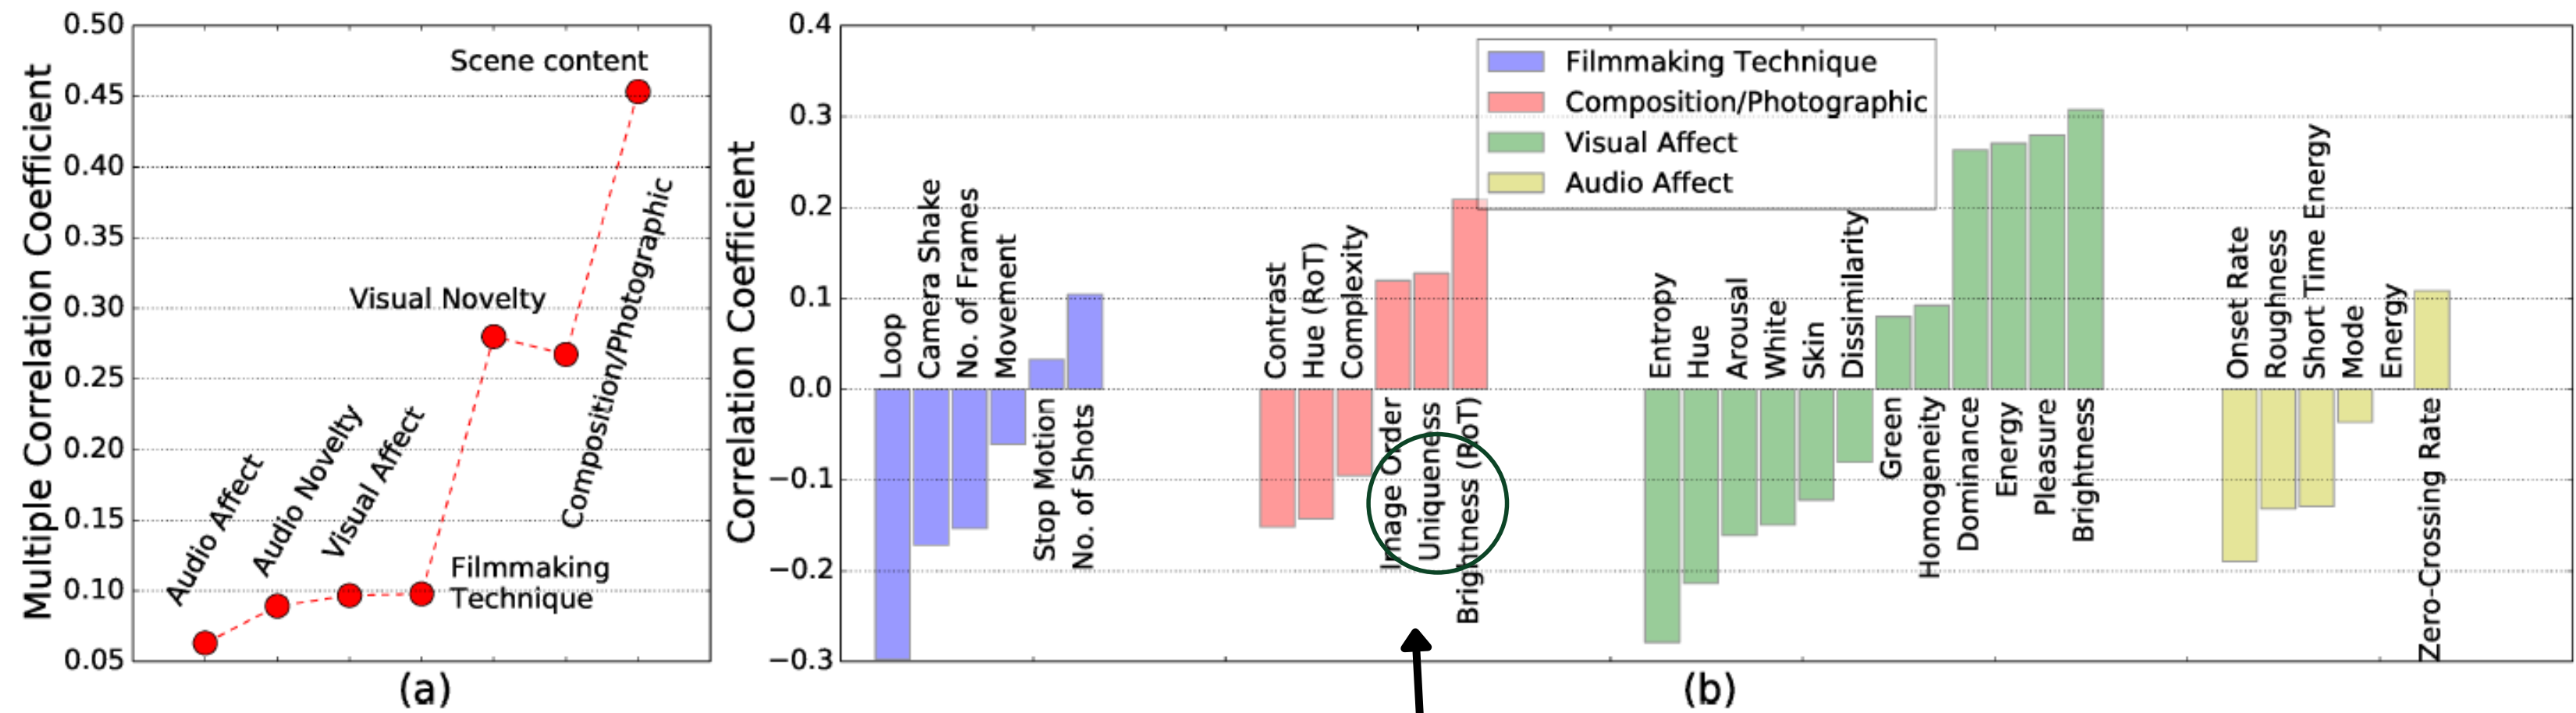 Multiple Correlation Coefficient
0.50
0.45
0.40
0.35
0.30
0.25
0.20
0.15
0.10
0.05
Audio Affect
Audio Novelty
Visual Affect
Filmmaking
Technique
Visual Novelty
Composition/Photographic
Scene content
(a)
Correlation Coefficient
0.4
0.3
0.2
0.1
0.0
−0.1
−0.2
−0.3
Filmmaking Technique
Composition/Photographic
Visual Affect
Audio Affect
Loop
Camera Shake
No. of Frames
Movement
Stop Motion
No. of Shots
Contrast
Hue (RoT)
Complexity
Image Order
Uniqueness
Brightness (RoT)
Entropy
Hue
Arousal
White
Skin
Dissimilarity
Green
Homogeneity
Dominance
Energy
Pleasure
Brightness
Onset Rate
Roughness
Short Time Energy
Mode
Energy
Zero-Crossing Rate
(b)